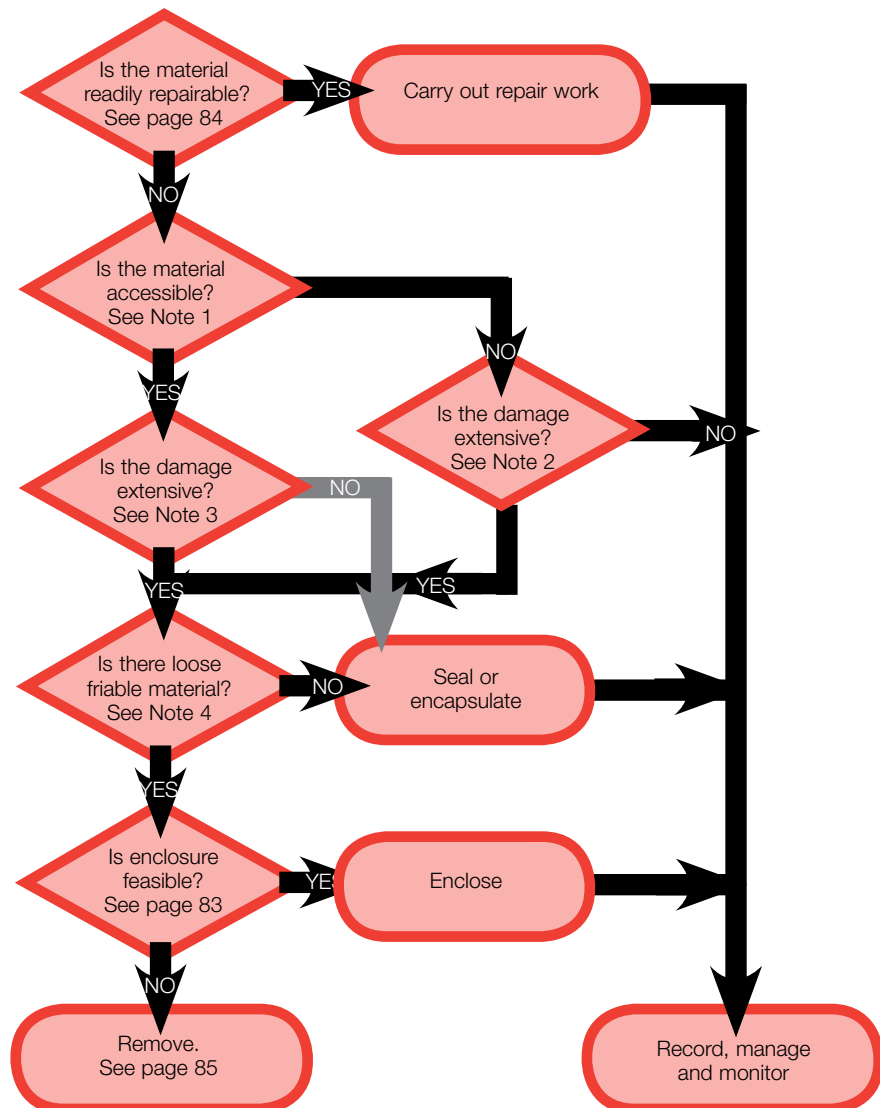 Is the material
readily repairable?
See page 84
YES
Carry out repair work
NO
Is the material
accessible?
See Note 1
NO
YES
Is the damage
extensive?
See Note 2
NO
Is the damage
extensive?
See Note 3
NO
YES
YES
Is there loose
friable material?
See Note 4
NO
Seal or
encapsulate
YES
Is enclosure
feasible?
See page 83
YES
Enclose
NO
Remove.
See page 85
Record, manage
and monitor